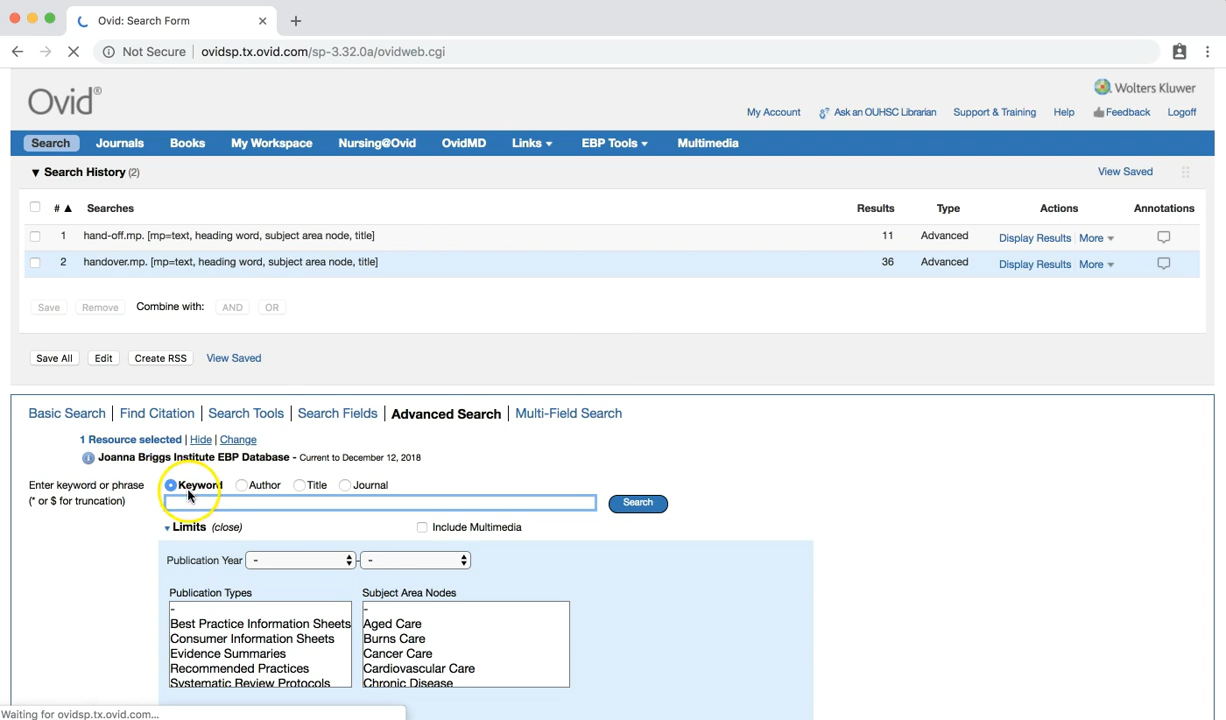 Ovid: Search Form
Not Secure ovidsp.tx.ovid.com/sp-3.32.0a/ovidweb.cgi
Ovid®
Wolters Kluwer
My Account Ask an OUHSC Librarian Support & Training Help Feedback Logoff
Search Journals Books My Workspace Nursing@Ovid OvidMD Links EBP Tools Multimedia
Search History (2) View Saved
# Searches Results Type Actions Annotations
1 hand-off.mp. [mp=text, heading word, subject area node, title] 11 Advanced Display Results More
2 handover.mp. [mp=text, heading word, subject area node, title] 36 Advanced Display Results More
Save Remove Combine with: AND OR
Save All Edit Create RSS View Saved
Basic Search Find Citation Search Tools Search Fields Advanced Search Multi-Field Search
1 Resource selected | Hide | Change
Joanna Briggs Institute EBP Database - Current to December 12, 2018
Enter keyword or phrase Keyword Author Title Journal
(* or $ for truncation) Search
Limits (close) Include Multimedia
Publication Year - - -
Publication Types Subject Area Nodes
- -
Best Practice Information Sheets Aged Care
Consumer Information Sheets Burns Care
Evidence Summaries Cancer Care
Recommended Practices Cardiovascular Care
Systematic Review Protocols Chronic Disease
Waiting for ovidsp.tx.ovid.com...